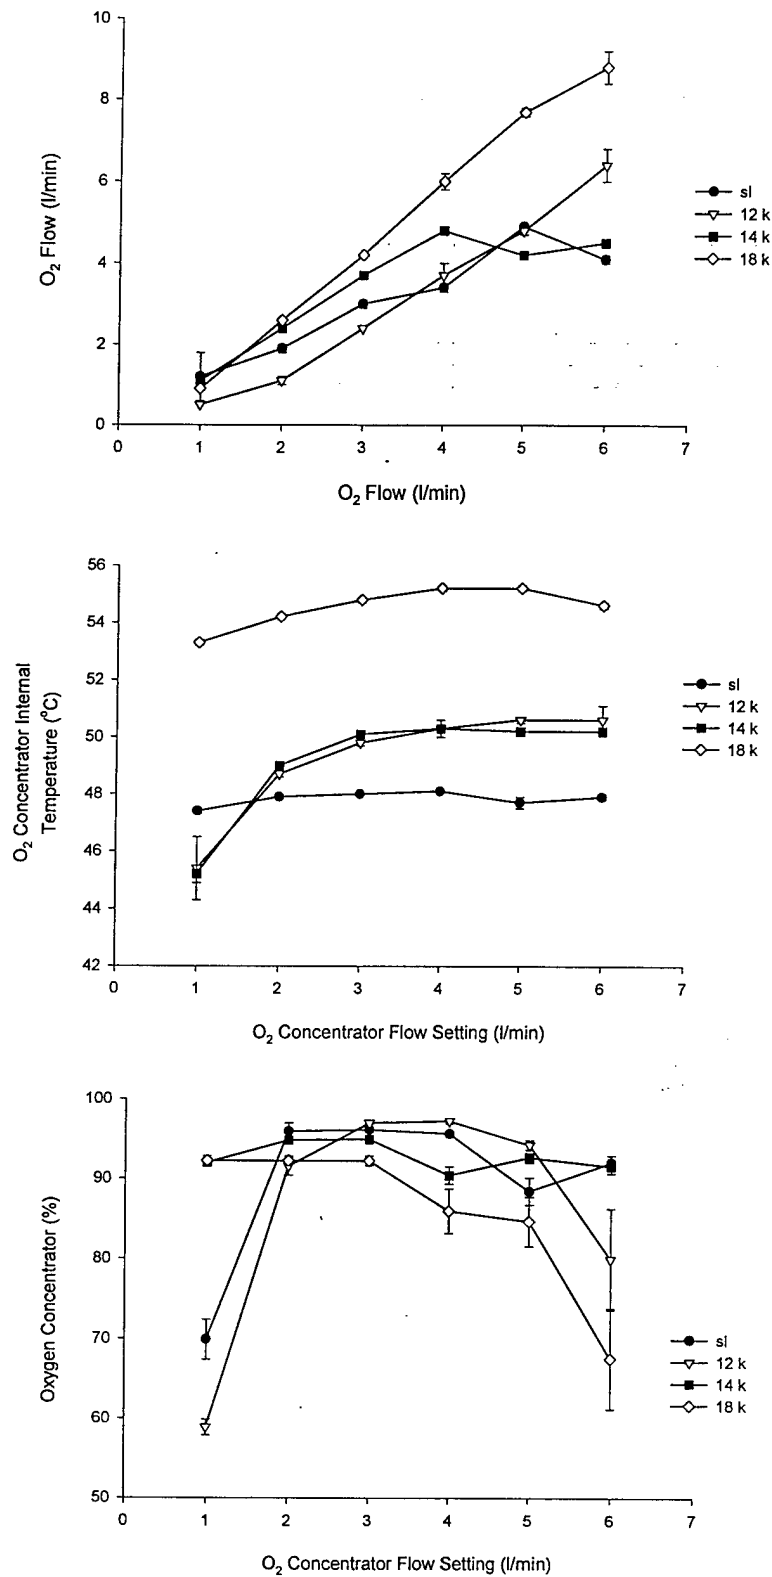 10
8
6
4
2
0
O2 Flow (l/min)
0 1 2 3 4 5 6 7
O2 Flow (l/min)
sl
12 k
14 k
18 k
56
54
52
50
48
46
44
42
O2 Concentrator Internal
Temperature (oC)
0 1 2 3 4 5 6 7
O2 Concentrator Flow Setting (l/min)
sl
12 k
14 k
18 k
100
90
80
70
60
50
Oxygen Concentrator (%)
0 1 2 3 4 5 6 7
O2 Concentrator Flow Setting (l/min)
sl
12 k
14 k
18 k